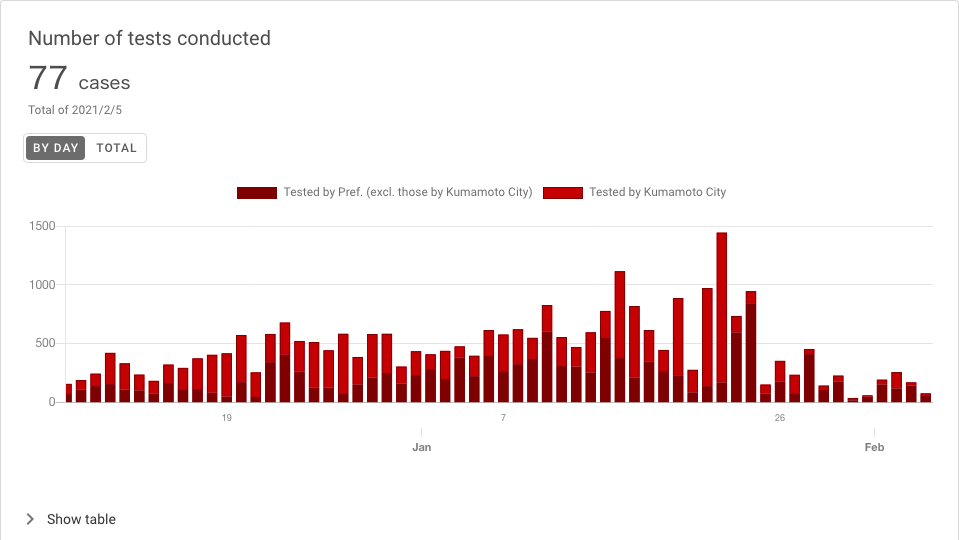 Number of tests conducted
77 cases
Total of 2021/2/5
BY DAY TOTAL
Tested by Pref. (excl. those by Kumamoto City) Tested by Kumamoto City
1500
1000
500
0
19 7 26
Jan Feb
Show table